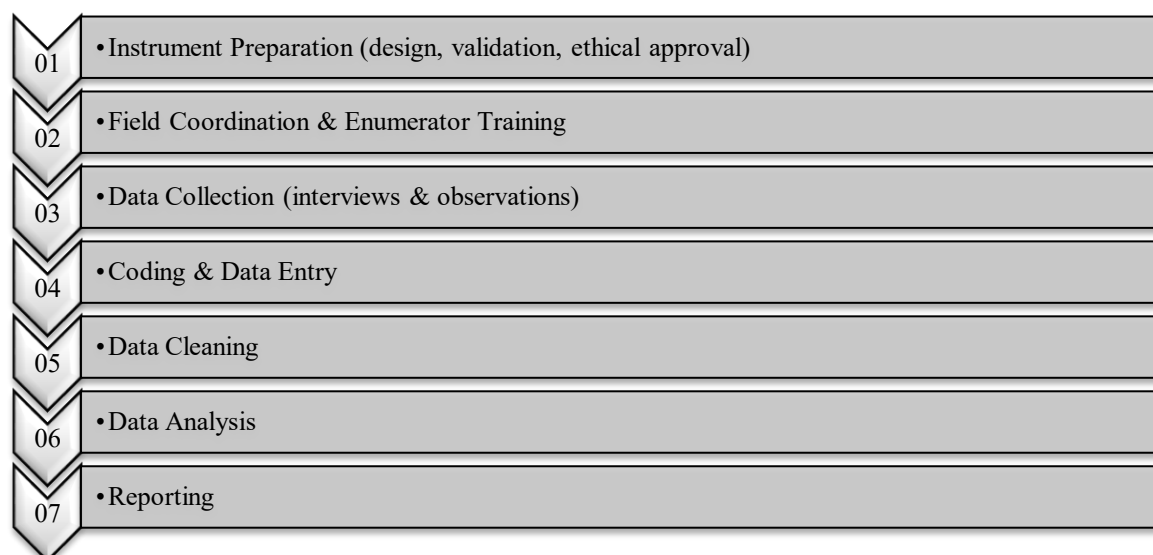 01
•Instrument Preparation (design, validation, ethical approval)
02
•Field Coordination & Enumerator Training
03
•Data Collection (interviews & observations)
04
•Coding & Data Entry
05
•Data Cleaning
06
•Data Analysis
07
•Reporting